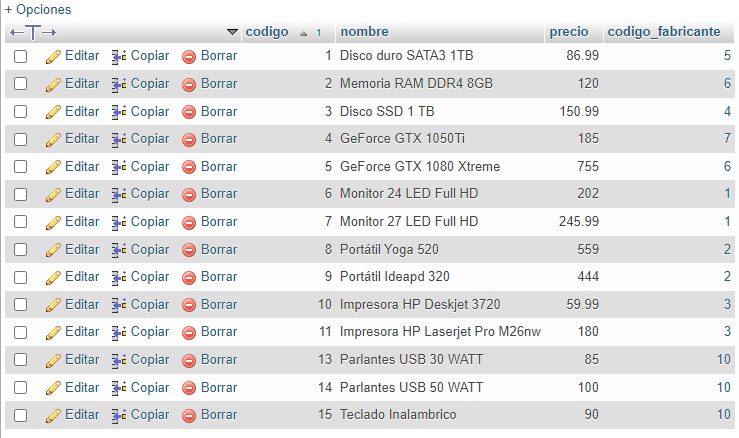 + Opciones
codigo 1 nombre precio codigo_fabricante
Editar Copiar Borrar 1 Disco duro SATA3 1TB 86.99 5
Editar Copiar Borrar 2 Memoria RAM DDR4 8GB 120 6
Editar Copiar Borrar 3 Disco SSD 1 TB 150.99 4
Editar Copiar Borrar 4 GeForce GTX 1050Ti 185 7
Editar Copiar Borrar 5 GeForce GTX 1080 Xtreme 755 6
Editar Copiar Borrar 6 Monitor 24 LED Full HD 202 1
Editar Copiar Borrar 7 Monitor 27 LED Full HD 245.99 1
Editar Copiar Borrar 8 Portátil Yoga 520 559 2
Editar Copiar Borrar 9 Portátil Ideapd 320 444 2
Editar Copiar Borrar 10 Impresora HP Deskjet 3720 59.99 3
Editar Copiar Borrar 11 Impresora HP Laserjet Pro M26nw 180 3
Editar Copiar Borrar 13 Parlantes USB 30 WATT 85 10
Editar Copiar Borrar 14 Parlantes USB 50 WATT 100 10
Editar Copiar Borrar 15 Teclado Inalambrico 90 10